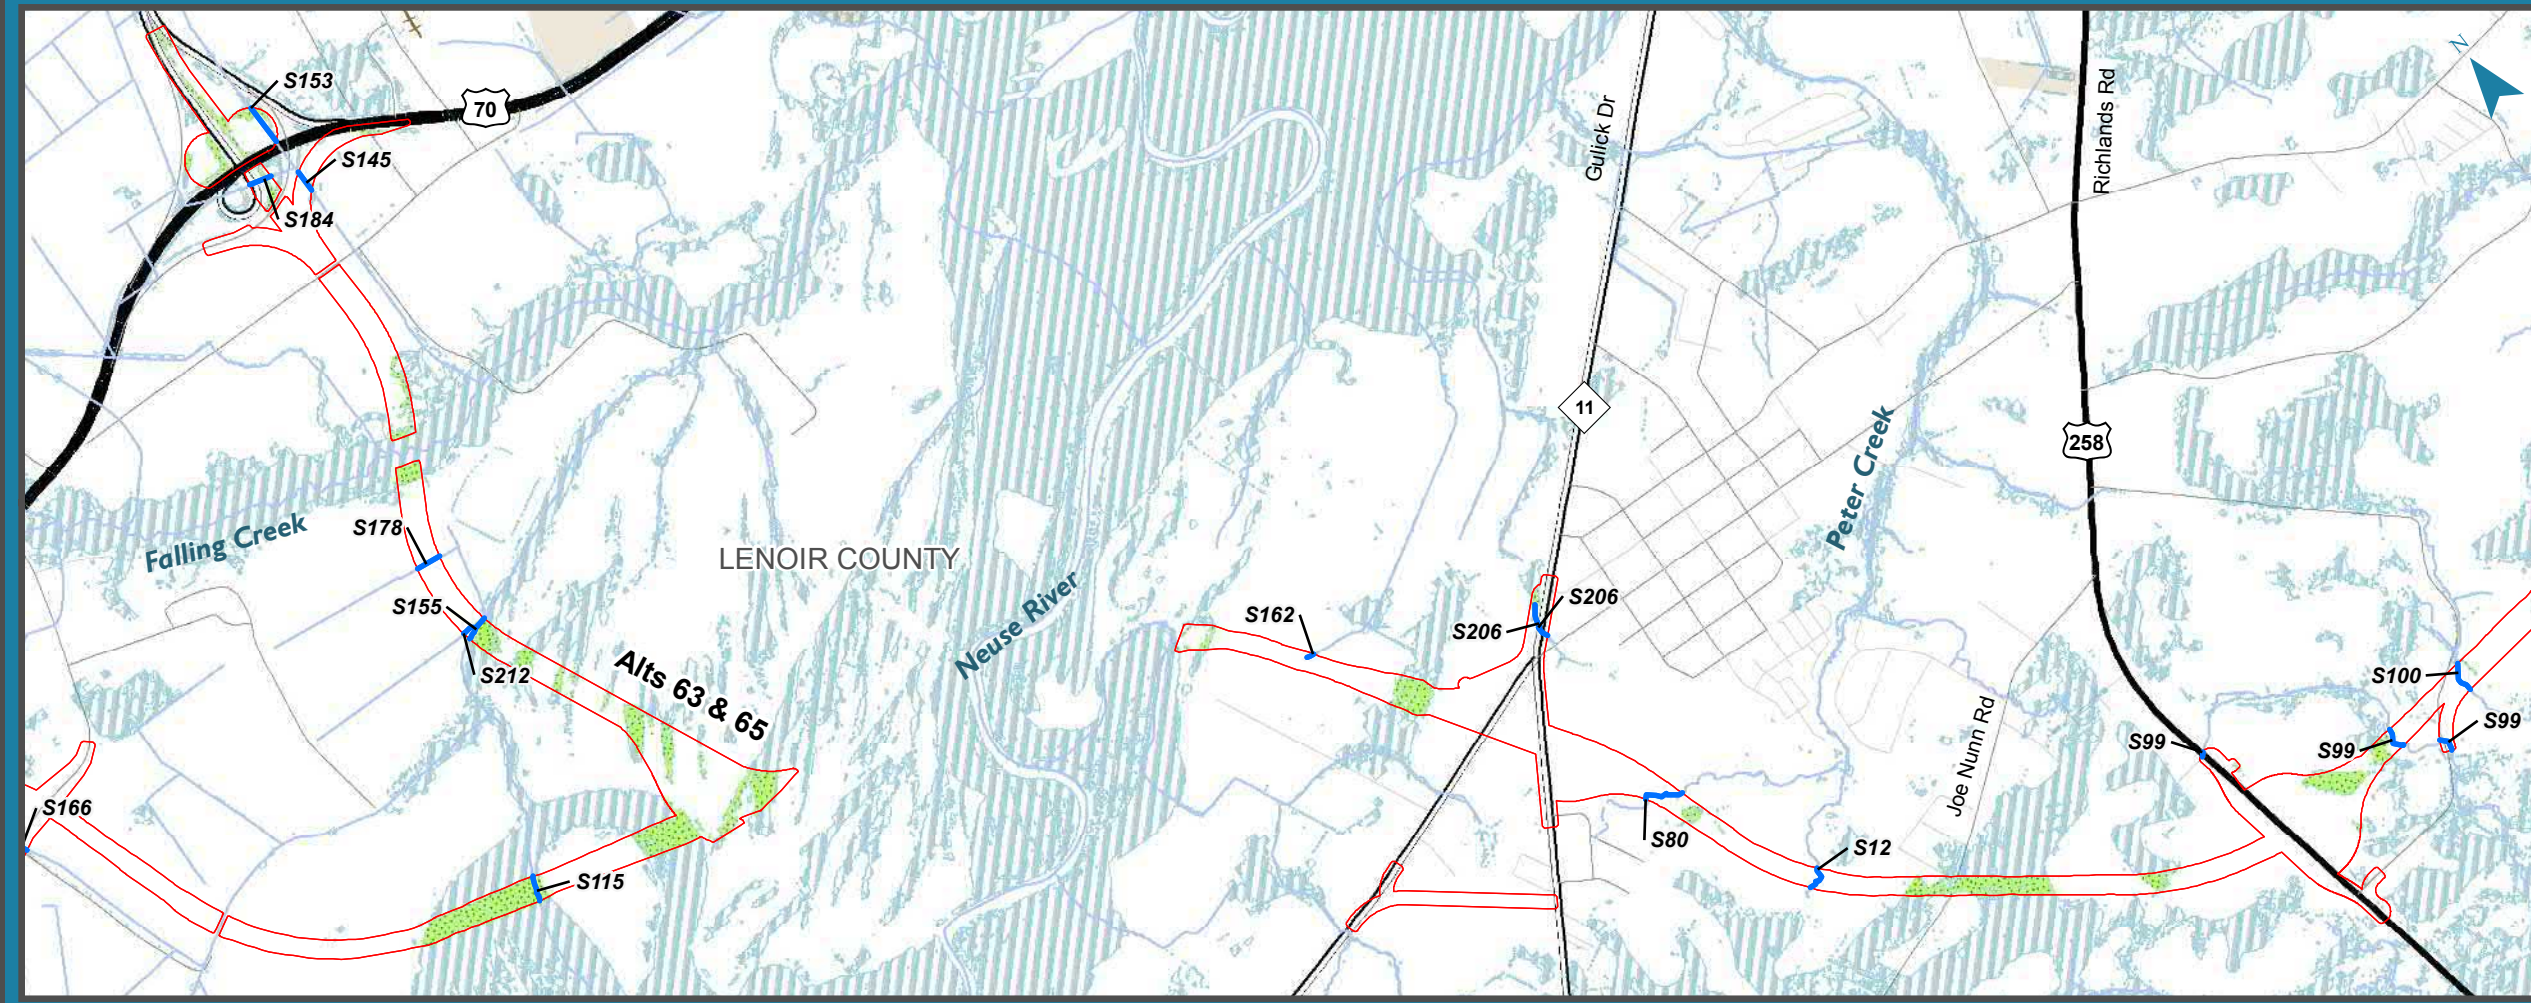 N
S153
70
Gulick Dr
Richlands Rd
S145
S184
11
258
Peter Creek
Falling Creek
S178
LENOIR COUNTY
S155
Neuse River
S162
S206
S206
S212
Alts 63 & 65
S100
S99
S99
S99
Joe Nunn Rd
S166
S80
S12
S115